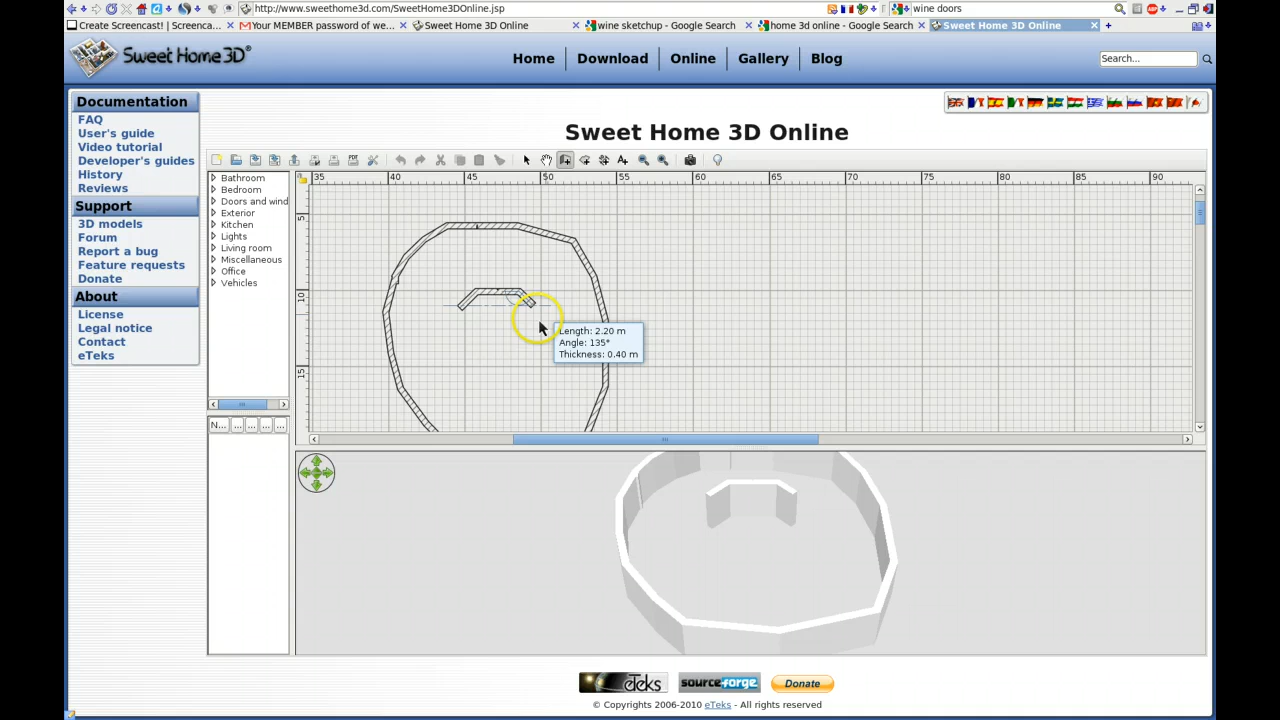 http://www.sweethome3d.com/SweetHome3DOnline.jsp
wine doors
Create Screencast! | Screenca...
Your MEMBER password of we...
Sweet Home 3D Online
wine sketchup - Google Search
home 3d online - Google Search
Sweet Home 3D Online
Sweet Home 3D
Home
Download
Online
Gallery
Blog
Search...
Documentation
FAQ
User's guide
Video tutorial
Developer's guides
History
Reviews
Support
3D models
Forum
Report a bug
Feature requests
Donate
About
License
Legal notice
Contact
eTeks
Sweet Home 3D Online
PDF
Bathroom
Bedroom
Doors and wind
Exterior
Kitchen
Lights
Living room
Miscellaneous
Office
Vehicles
N... ... ... ... ...
35 40 45 50 55 60 65 70 75 80 85 90
5
10
15
Length: 2.20 m
Angle: 135°
Thickness: 0.40 m
eTeks
sourceforge
Donate
© Copyrights 2006-2010 eTeks - All rights reserved